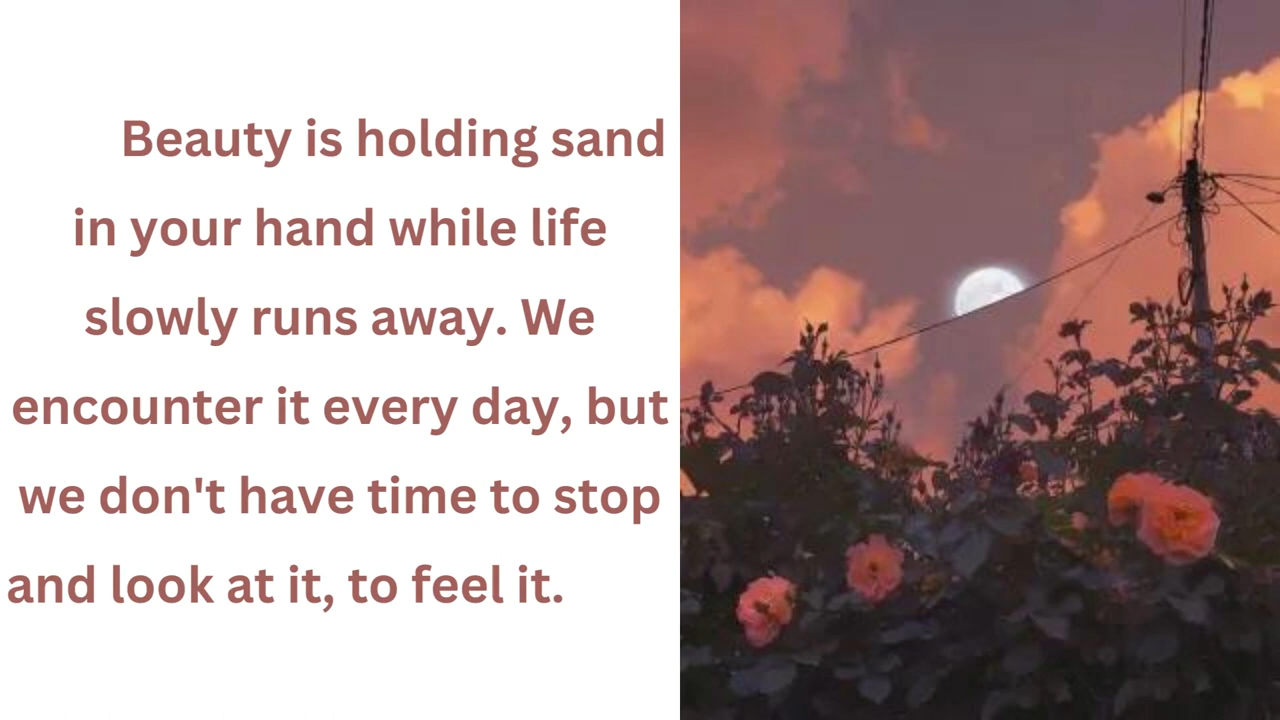 Beauty is holding sand
in your hand while life
slowly runs away. We
encounter it every day, but
we don't have time to stop
and look at it, to feel it.